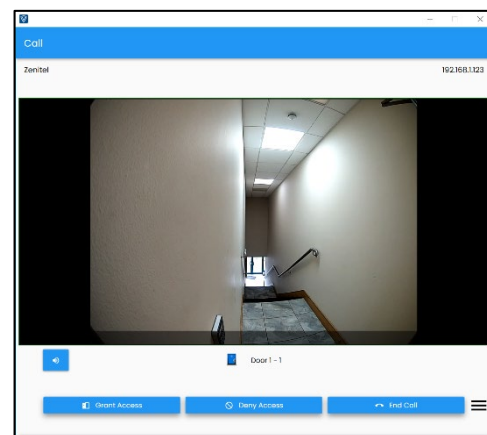 Call
Zenitel 192.168.1.123
Door 1 - 1
Grant Access Deny Access End Call